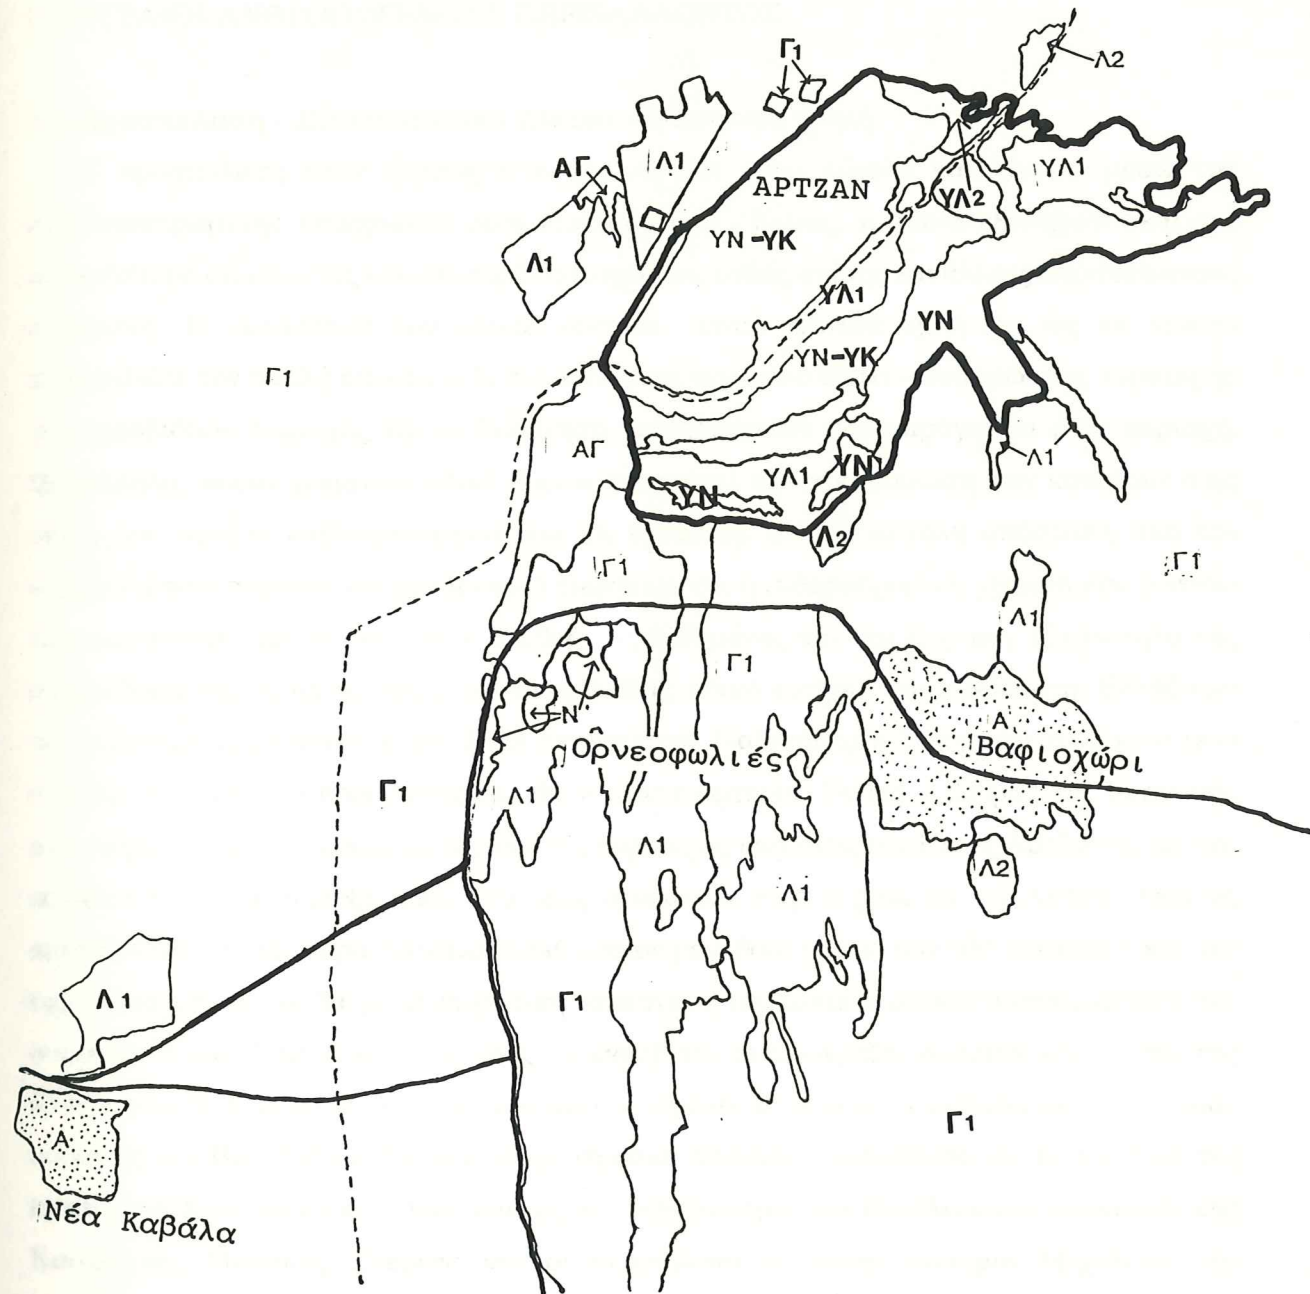 Γ1
Λ2
ΑΓ
Λ1
ΑΡΤΖΑΝ
ΥΛ2
ΥΛ1
ΥΝ-ΥΚ
Λ1
ΥΛ1
ΥΝ
ΥΝ-ΥΚ
Γ1
ΑΓ
ΥΛ1
ΥΝ
Λ1
ΥΝ
Λ2
Γ1
Γ1
Λ1
Γ1
Ν
Α
Ορνεοφωλιές
Βαφιοχώρι
Γ1
Λ1
Λ1
Λ2
Λ1
Λ1
Γ1
Γ1
Α
Νέα Καβάλα